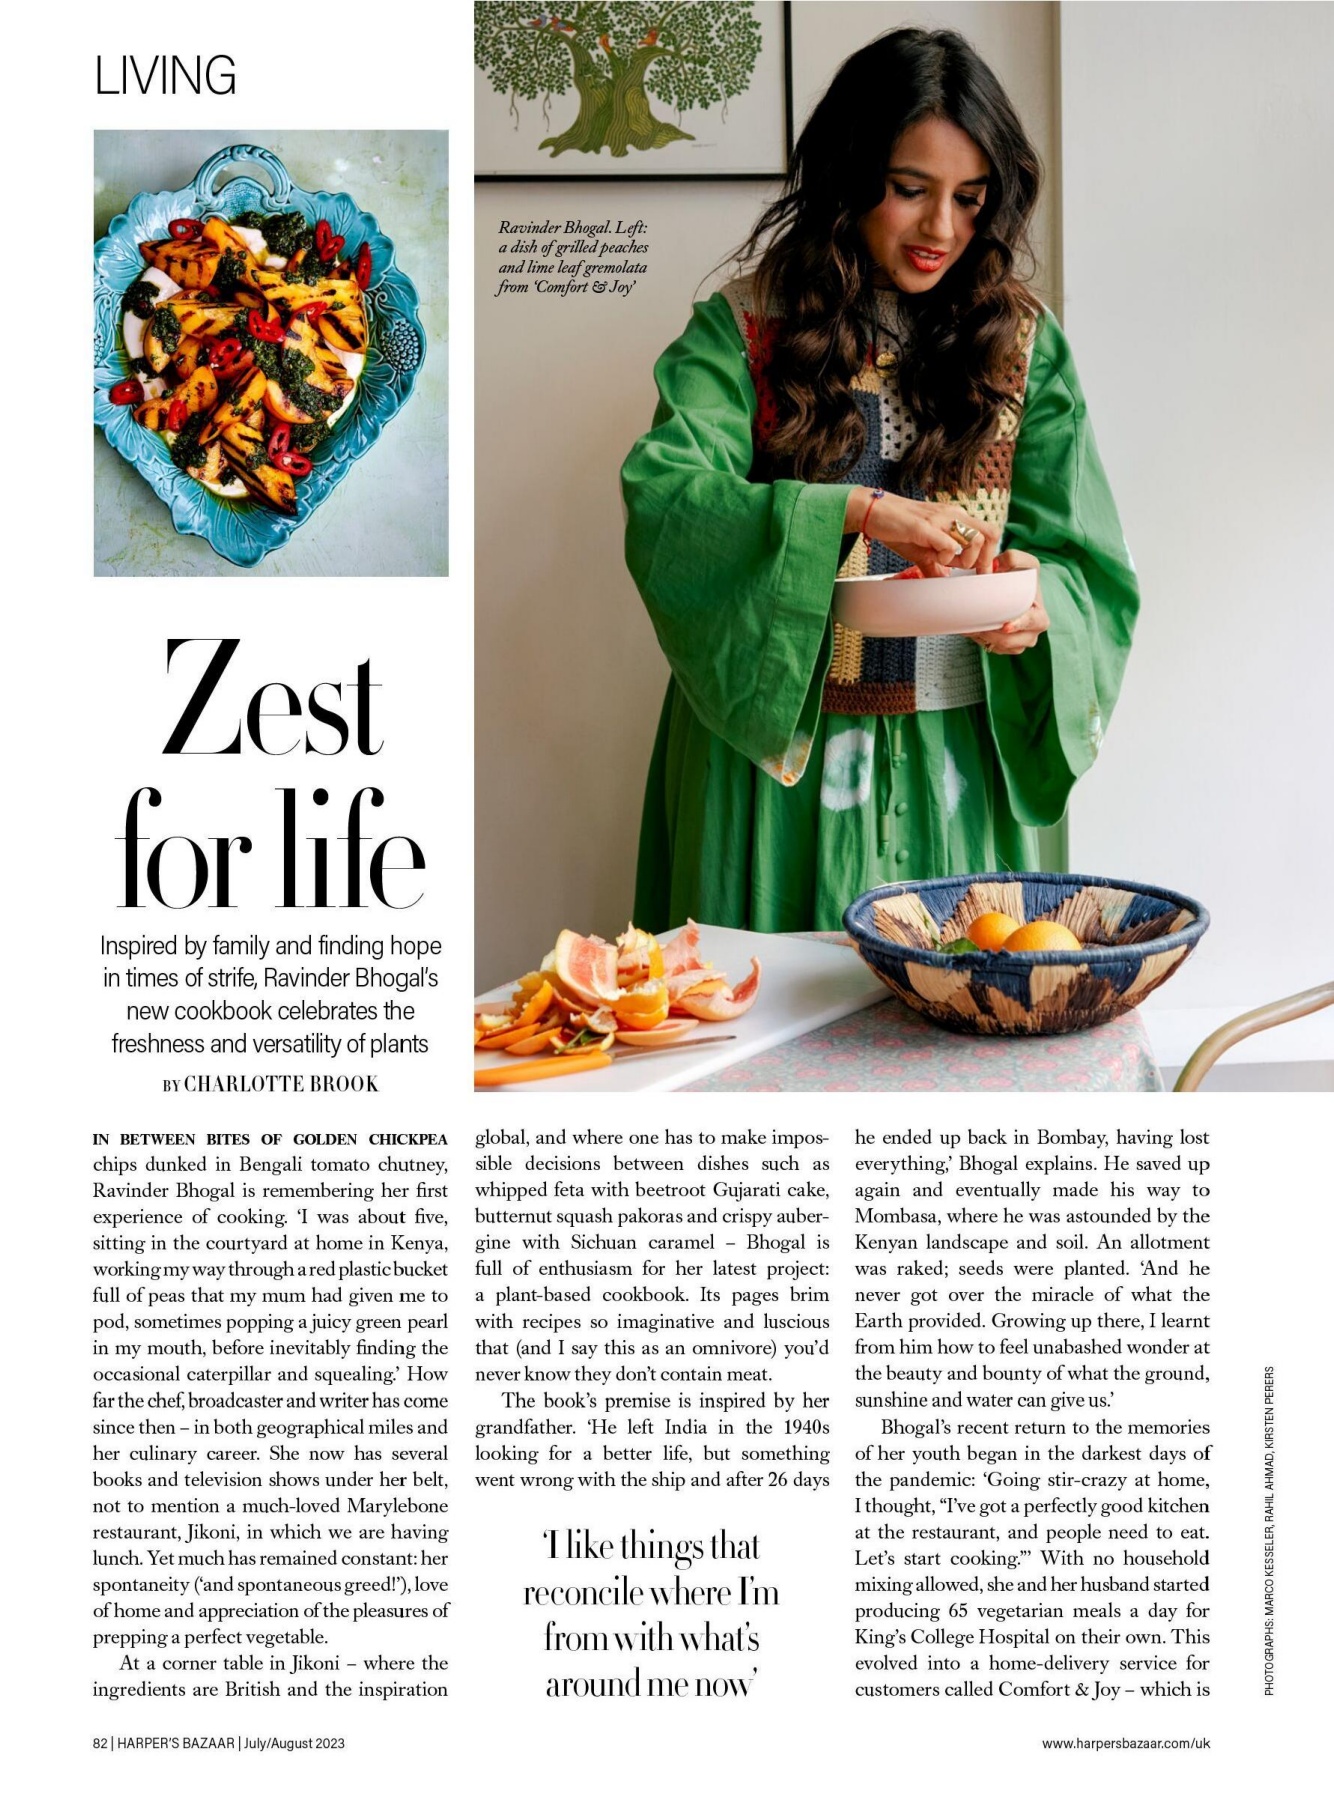 LIVING
Ravinder Bhogal. Left:
a dish of grilled peaches
and lime leaf gremolata
from ‘Comfort & Joy’
Zest
for life
Inspired by family and finding hope
in times of strife, Ravinder Bhogal’s
new cookbook celebrates the
freshness and versatility of plants
BY CHARLOTTE BROOK
IN BETWEEN BITES OF GOLDEN CHICKPEA
chips dunked in Bengali tomato chutney,
Ravinder Bhogal is remembering her first
experience of cooking. ‘I was about five,
sitting in the courtyard at home in Kenya,
working my way through a red plastic bucket
full of peas that my mum had given me to
pod, sometimes popping a juicy green pearl
in my mouth, before inevitably finding the
occasional caterpillar and squealing.’ How
far the chef, broadcaster and writer has come
since then – in both geographical miles and
her culinary career. She now has several
books and television shows under her belt,
not to mention a much-loved Marylebone
restaurant, Jikoni, in which we are having
lunch. Yet much has remained constant: her
spontaneity (‘and spontaneous greed!’), love
of home and appreciation of the pleasures of
prepping a perfect vegetable.
At a corner table in Jikoni – where the
ingredients are British and the inspiration
global, and where one has to make impos-
sible decisions between dishes such as
whipped feta with beetroot Gujarati cake,
butternut squash pakoras and crispy auber-
gine with Sichuan caramel – Bhogal is
full of enthusiasm for her latest project:
a plant-based cookbook. Its pages brim
with recipes so imaginative and luscious
that (and I say this as an omnivore) you’d
never know they don’t contain meat.
The book’s premise is inspired by her
grandfather. ‘He left India in the 1940s
looking for a better life, but something
went wrong with the ship and after 26 days
‘I like things that
reconcile where I’m
from with what’s
around me now’
he ended up back in Bombay, having lost
everything,’ Bhogal explains. He saved up
again and eventually made his way to
Mombasa, where he was astounded by the
Kenyan landscape and soil. An allotment
was raked; seeds were planted. ‘And he
never got over the miracle of what the
Earth provided. Growing up there, I learnt
from him how to feel unabashed wonder at
the beauty and bounty of what the ground,
sunshine and water can give us.’
Bhogal’s recent return to the memories
of her youth began in the darkest days of
the pandemic: ‘Going stir-crazy at home,
I thought, “I’ve got a perfectly good kitchen
at the restaurant, and people need to eat.
Let’s start cooking.”’ With no household
mixing allowed, she and her husband started
producing 65 vegetarian meals a day for
King’s College Hospital on their own. This
evolved into a home-delivery service for
customers called Comfort & Joy – which is
PHOTOGRAPHS: MARCO KESSELER, RAHIL AHMAD, KIRSTEN PERERS
82 | HARPER’S BAZAAR | July/August 2023
www.harpersbazaar.com/uk